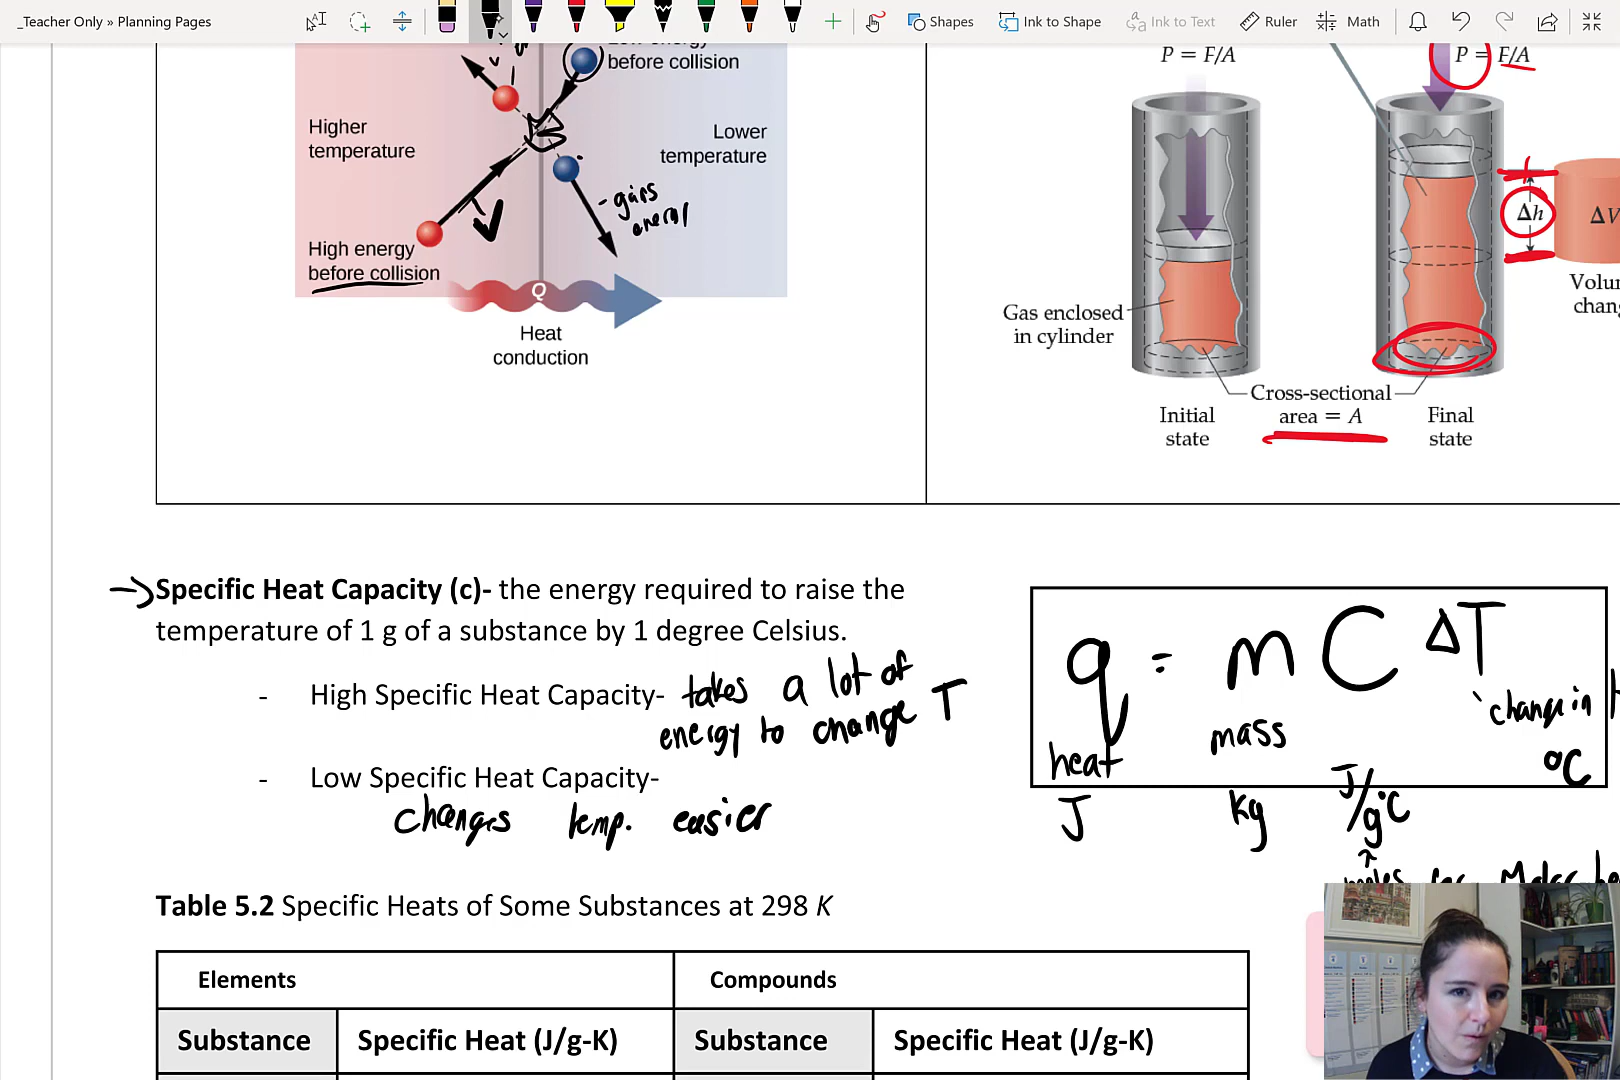 _Teacher Only » Planning Pages
Shapes
Ink to Shape
Ink to Text
Ruler
Math
before collision
Higher
temperature
Lower
temperature
- gains
energy
High energy
before collision
Q
Heat
conduction
P = F/A
P = F/A
Δh
ΔV
Gas enclosed
in cylinder
Cross-sectional
area = A
Initial
state
Final
state
Specific Heat Capacity (c)- the energy required to raise the
temperature of 1 g of a substance by 1 degree Celsius.
- High Specific Heat Capacity- takes a lot of
energy to change T
- Low Specific Heat Capacity-
changes temp. easier
q = m C ΔT
heat
mass
change in
°C
J
kg
J/g°C
Table 5.2 Specific Heats of Some Substances at 298 K
Elements
Compounds
Substance
Specific Heat (J/g-K)
Substance
Specific Heat (J/g-K)